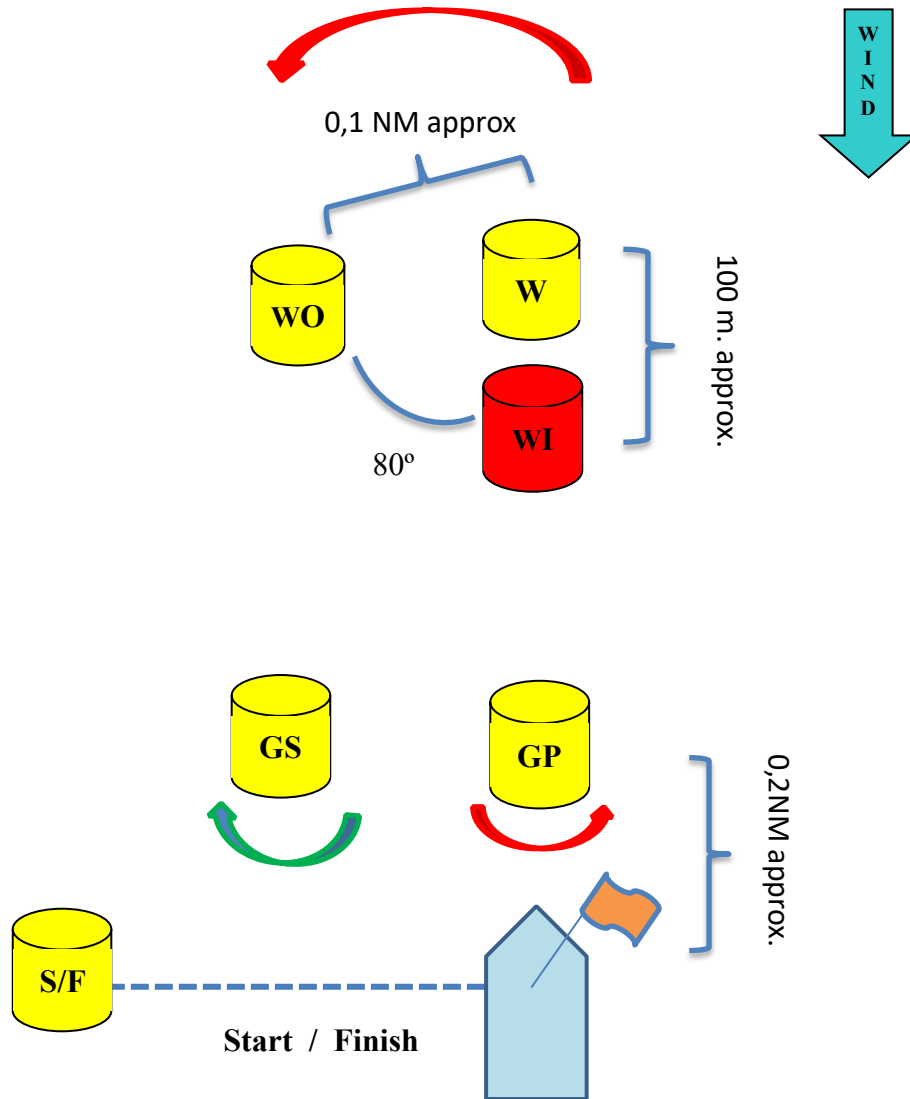 W
I
N
D
0,1 NM approx
WO
W
100 m. approx.
WI
80º
GS
GP
0,2NM approx.
S/F
Start / Finish